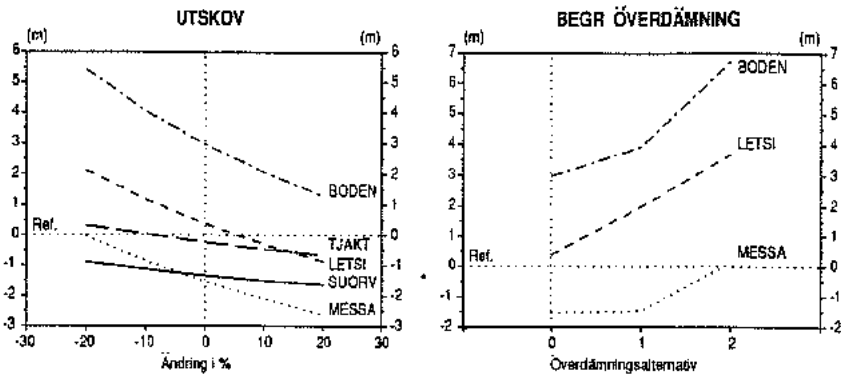 UTSKOV
(m) (m)
6 6
5 5
4 4
3 3
2 2
BODEN
1 1
Ref.
0 0
TJAKT
LETSI
-1 -1
SUORV
-2 -2
MESSA
-3 -3
-30 -20 -10 0 10 20 30
Ändring i %
BEGR ÖVERDÄMNING
(m) (m)
7 7
BODEN
6 6
5 5
4 4
LETSI
3 3
2 2
1 1
MESSA
Ref.
0 0
-1 -1
-2 -2
0 1 2
Överdämningsalternativ